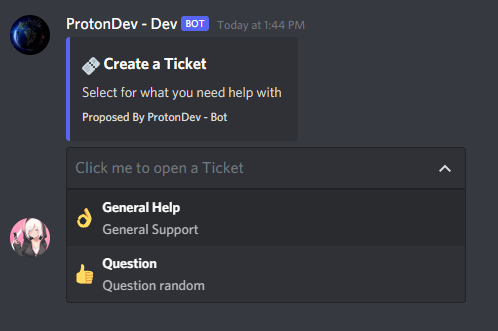 ProtonDev - Dev BOT Today at 1:44 PM
Create a Ticket
Select for what you need help with
Proposed By ProtonDev - Bot
Click me to open a Ticket
General Help
General Support
Question
Question random